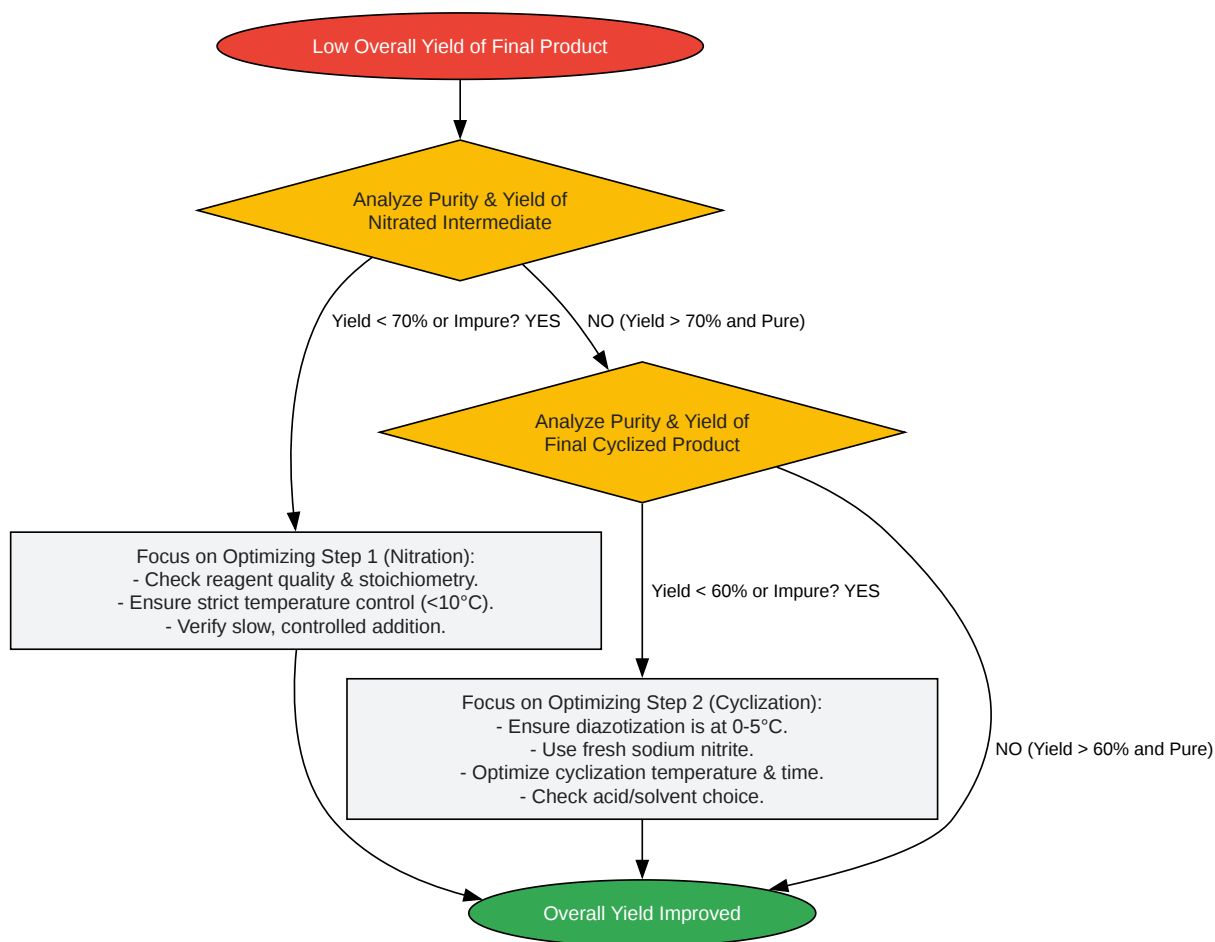 Low Overall Yield of Final Product
Analyze Purity & Yield of
Nitrated Intermediate
Yield < 70% or Impure? YES
NO (Yield > 70% and Pure)
Analyze Purity & Yield of
Final Cyclized Product
Focus on Optimizing Step 1 (Nitration):
- Check reagent quality & stoichiometry.
- Ensure strict temperature control (<10°C).
- Verify slow, controlled addition.
Yield < 60% or Impure? YES
Focus on Optimizing Step 2 (Cyclization):
- Ensure diazotization is at 0-5°C.
- Use fresh sodium nitrite.
- Optimize cyclization temperature & time.
- Check acid/solvent choice.
NO (Yield > 60% and Pure)
Overall Yield Improved